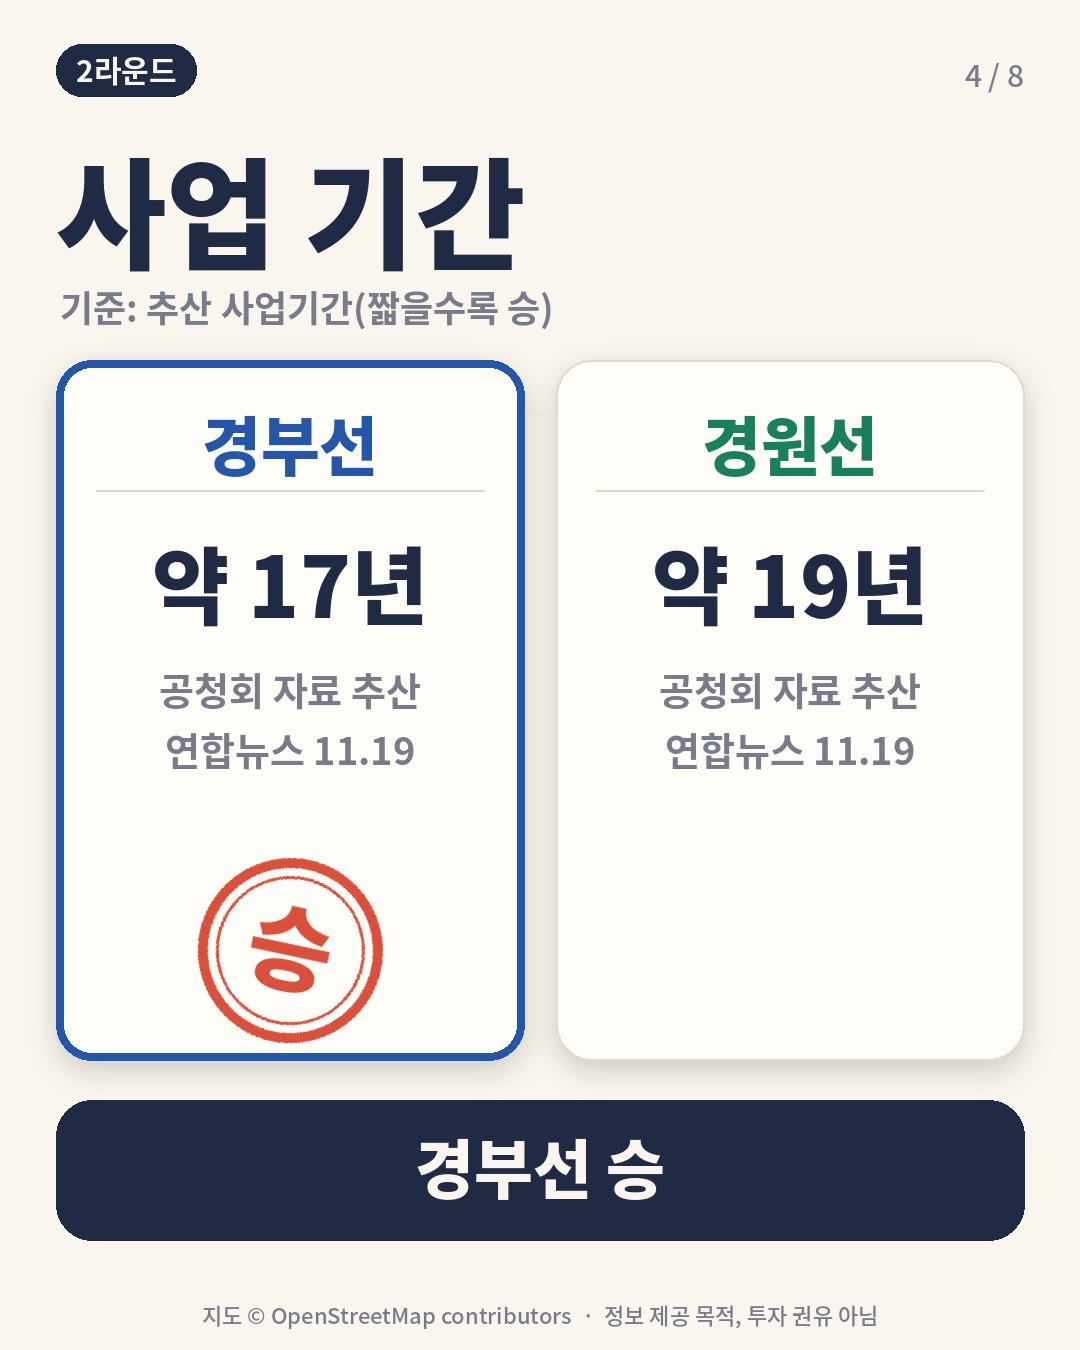 2라운드
4 / 8
사업 기간
기준: 추산 사업기간(짧을수록 승)
경부선
약 17년
공청회 자료 추산
연합뉴스 11.19
승
경원선
약 19년
공청회 자료 추산
연합뉴스 11.19
경부선 승
지도 © OpenStreetMap contributors · 정보 제공 목적, 투자 권유 아님